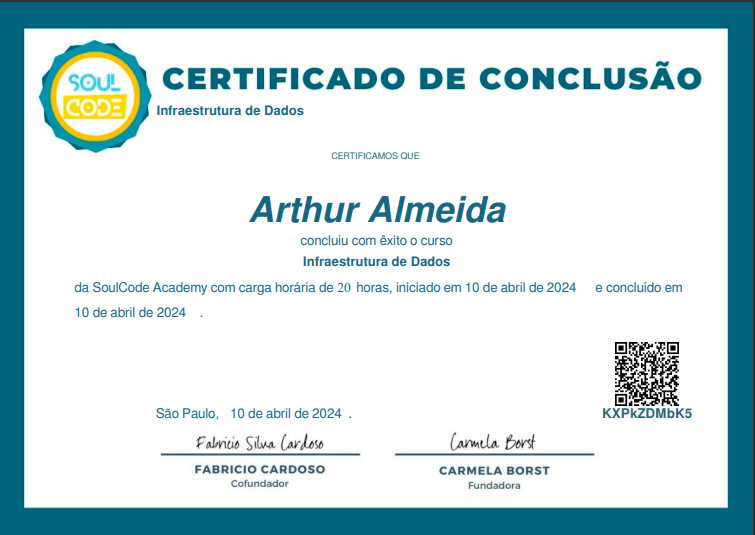 SOUL
CODE
CERTIFICADO DE CONCLUSÃO
Infraestrutura de Dados
CERTIFICAMOS QUE
Arthur Almeida
concluiu com êxito o curso
Infraestrutura de Dados
da SoulCode Academy com carga horária de 20 horas, iniciado em 10 de abril de 2024 e concluído em
10 de abril de 2024 .
KXPkZDMbK5
São Paulo, 10 de abril de 2024 .
Fabricio Silva Cardoso
Carmela Borst
FABRICIO CARDOSO
CARMELA BORST
Cofundador
Fundadora